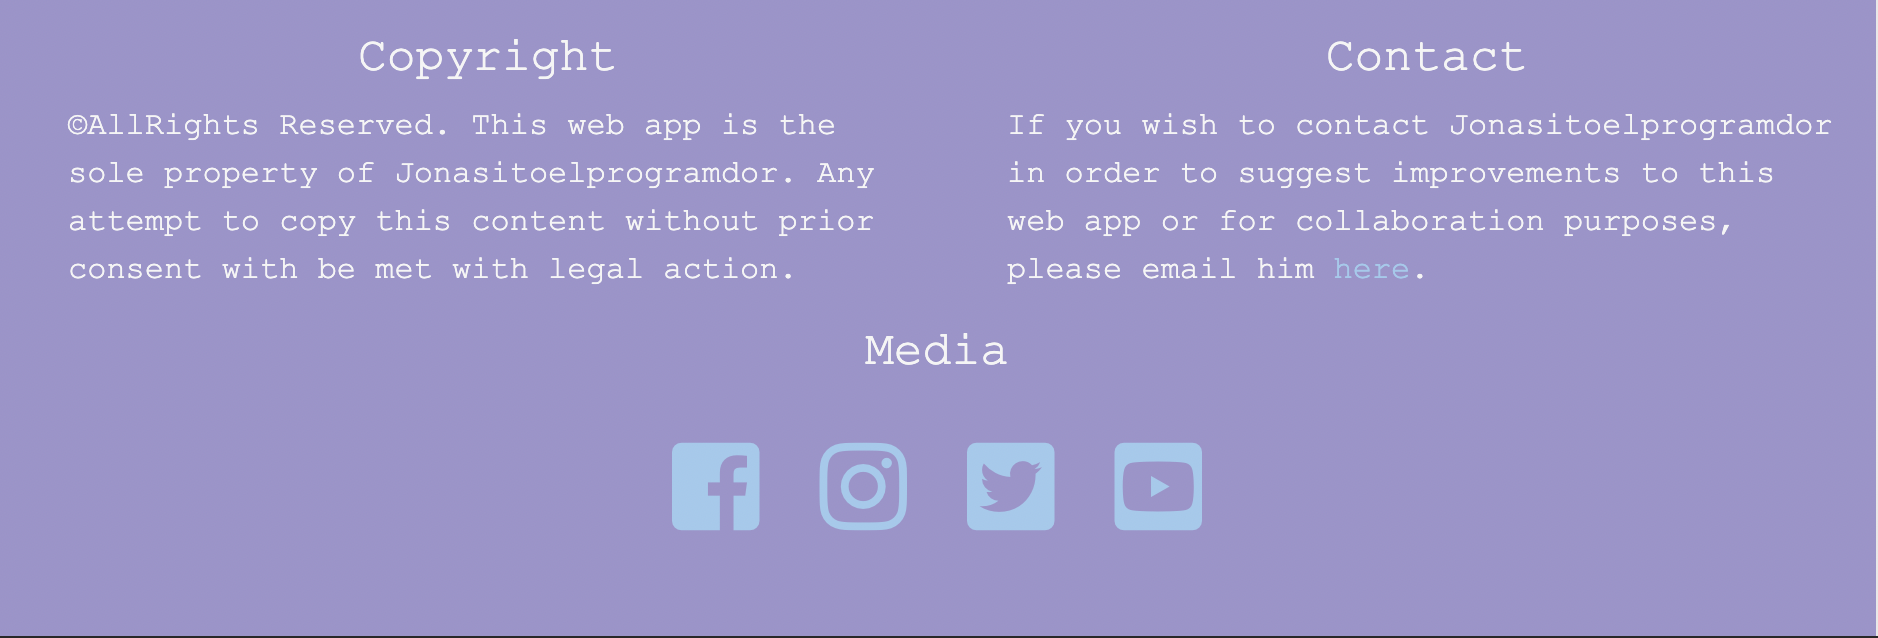 Copyright
©AllRights Reserved. This web app is the
sole property of Jonasitoelprogramdor. Any
attempt to copy this content without prior
consent with be met with legal action.
Contact
If you wish to contact Jonasitoelprogramdor
in order to suggest improvements to this
web app or for collaboration purposes,
please email him here.
Media